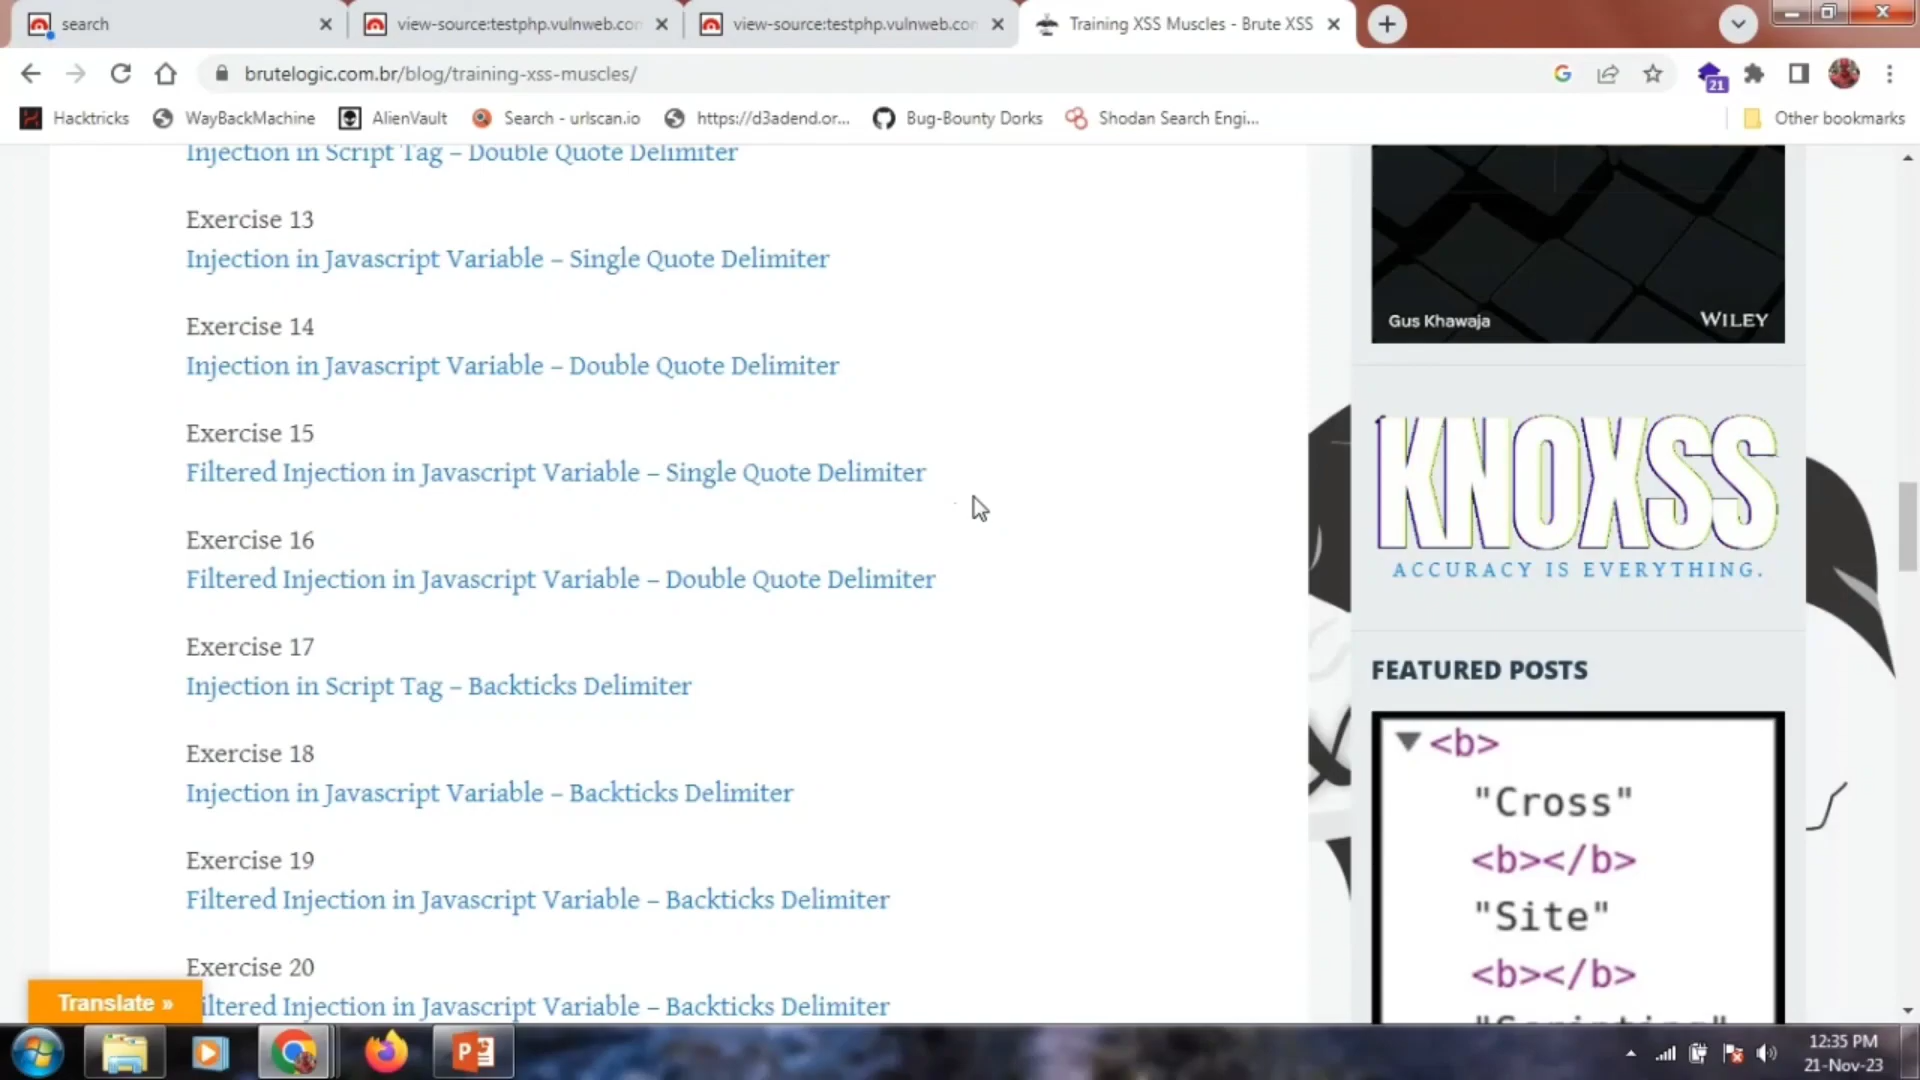 search
view-source:testphp.vulnweb.con
view-source:testphp.vulnweb.con
Training XSS Muscles - Brute XSS
brutelogic.com.br/blog/training-xss-muscles/
21
Hacktricks
WayBackMachine
AlienVault
Search - urlscan.io
https://d3adend.or...
Bug-Bounty Dorks
Shodan Search Engi...
Other bookmarks
Injection in Script Tag – Double Quote Delimiter
Exercise 13
Injection in Javascript Variable – Single Quote Delimiter
Exercise 14
Injection in Javascript Variable – Double Quote Delimiter
Exercise 15
Filtered Injection in Javascript Variable – Single Quote Delimiter
Exercise 16
Filtered Injection in Javascript Variable – Double Quote Delimiter
Exercise 17
Injection in Script Tag – Backticks Delimiter
Exercise 18
Injection in Javascript Variable – Backticks Delimiter
Exercise 19
Filtered Injection in Javascript Variable – Backticks Delimiter
Exercise 20
iltered Injection in Javascript Variable – Backticks Delimiter
Translate »
Gus Khawaja
WILEY
KNOXSS
ACCURACY IS EVERYTHING.
FEATURED POSTS
<b>
"Cross"
<b></b>
"Site"
<b></b>
"Scripting"
12:35 PM
21-Nov-23